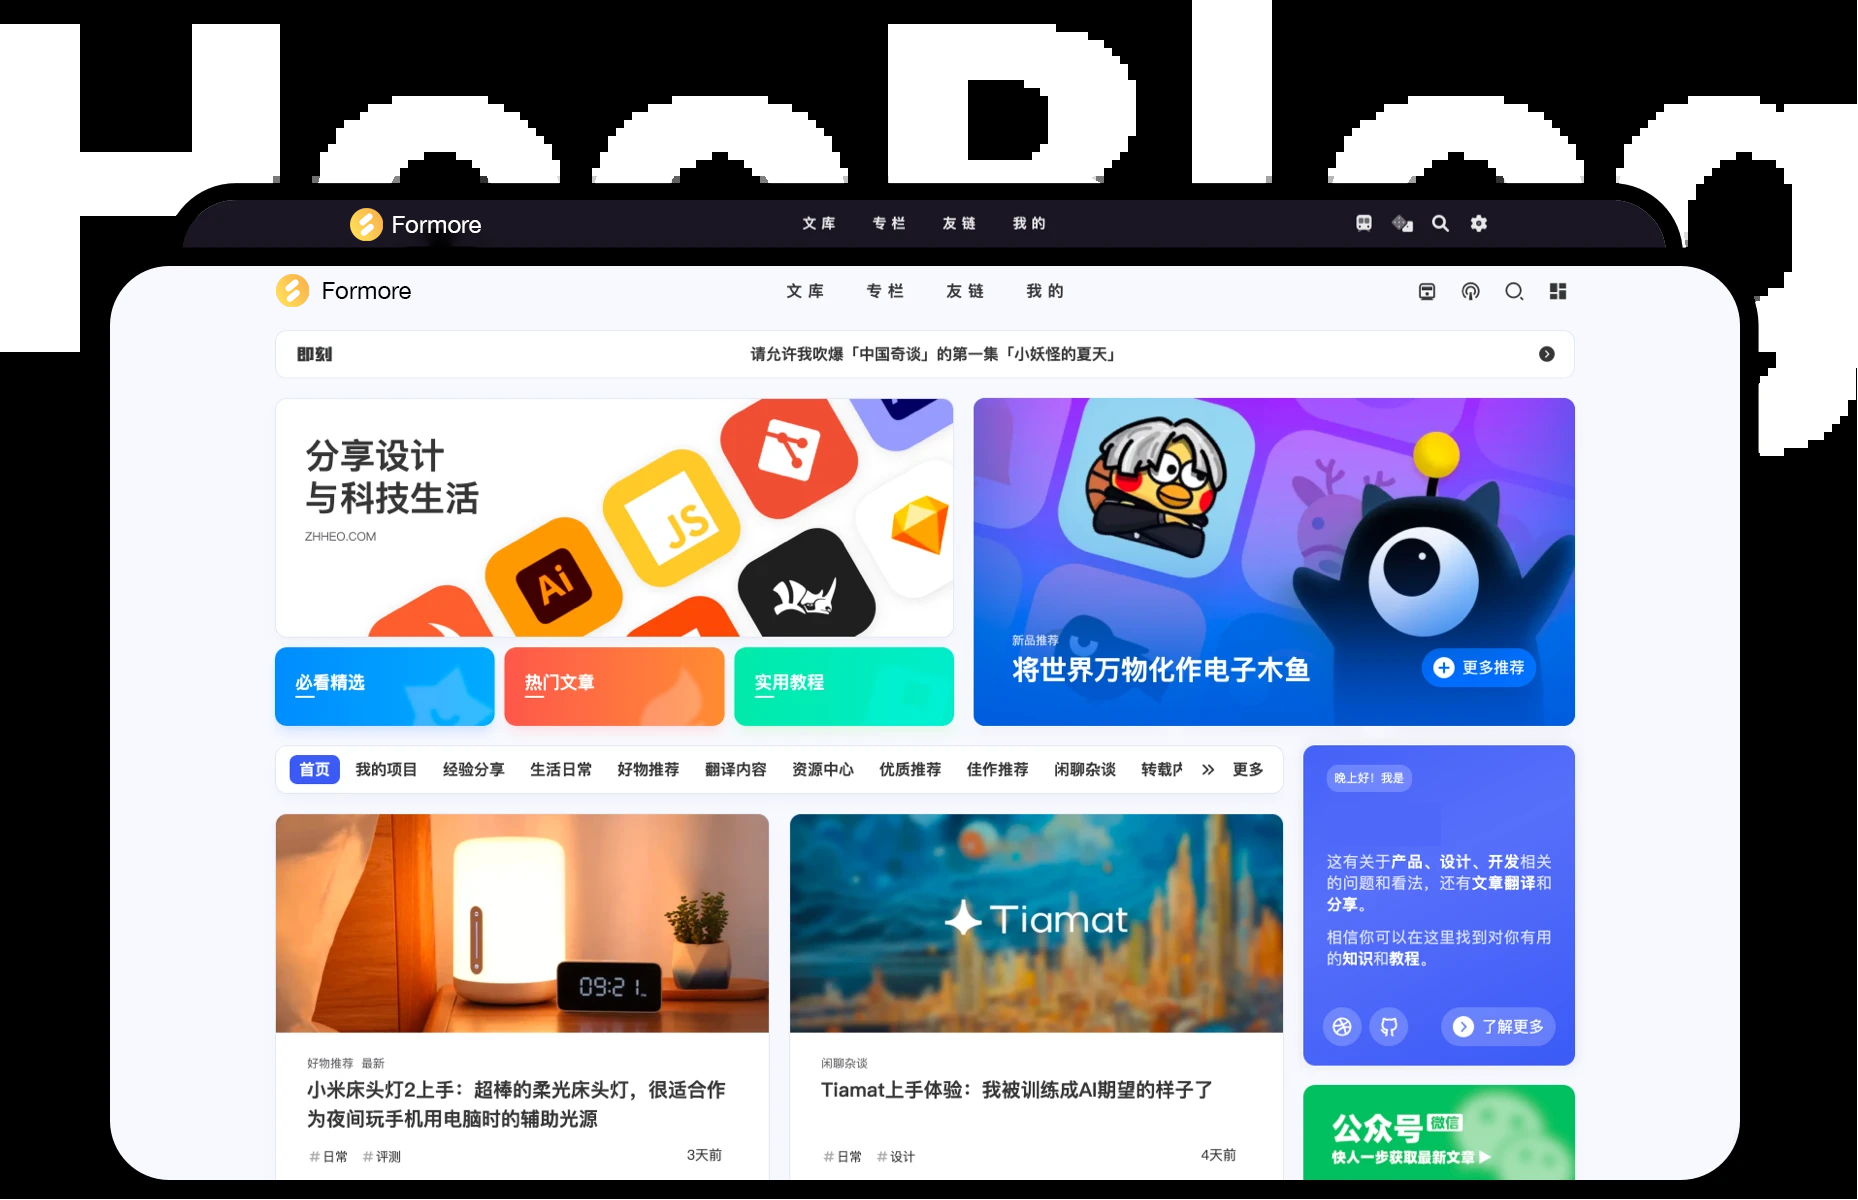 HeoBlog
Formore
文库 专栏 友链 我的
Formore
文库 专栏 友链 我的
即刻
请允许我吹爆「中国奇谈」的第一集「小妖怪的夏天」
分享设计
与科技生活
ZHHEO.COM
Ai
JS
新品推荐
将世界万物化作电子木鱼
更多推荐
必看精选
热门文章
实用教程
首页 我的项目 经验分享 生活日常 好物推荐 翻译内容 资源中心 优质推荐 佳作推荐 闲聊杂谈 转载 更多
晚上好！我是
这有关于产品、设计、开发相关
的问题和看法，还有文章翻译和
分享。
相信你可以在这里找到对你有用
的知识和教程。
了解更多
09:21
Tiamat
好物推荐 最新
小米床头灯2上手：超棒的柔光床头灯，很适合作
为夜间玩手机用电脑时的辅助光源
#日常 #评测
3天前
闲聊杂谈
Tiamat上手体验：我被训练成AI期望的样子了
#日常 #设计
4天前
公众号 微信
快人一步获取最新文章▶